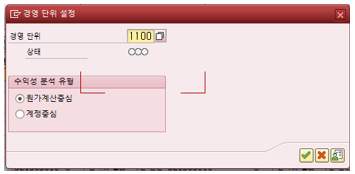 경영 단위 설정
경영 단위 1100
상태
수익성 분석 유형
원가계산중심
계정중심